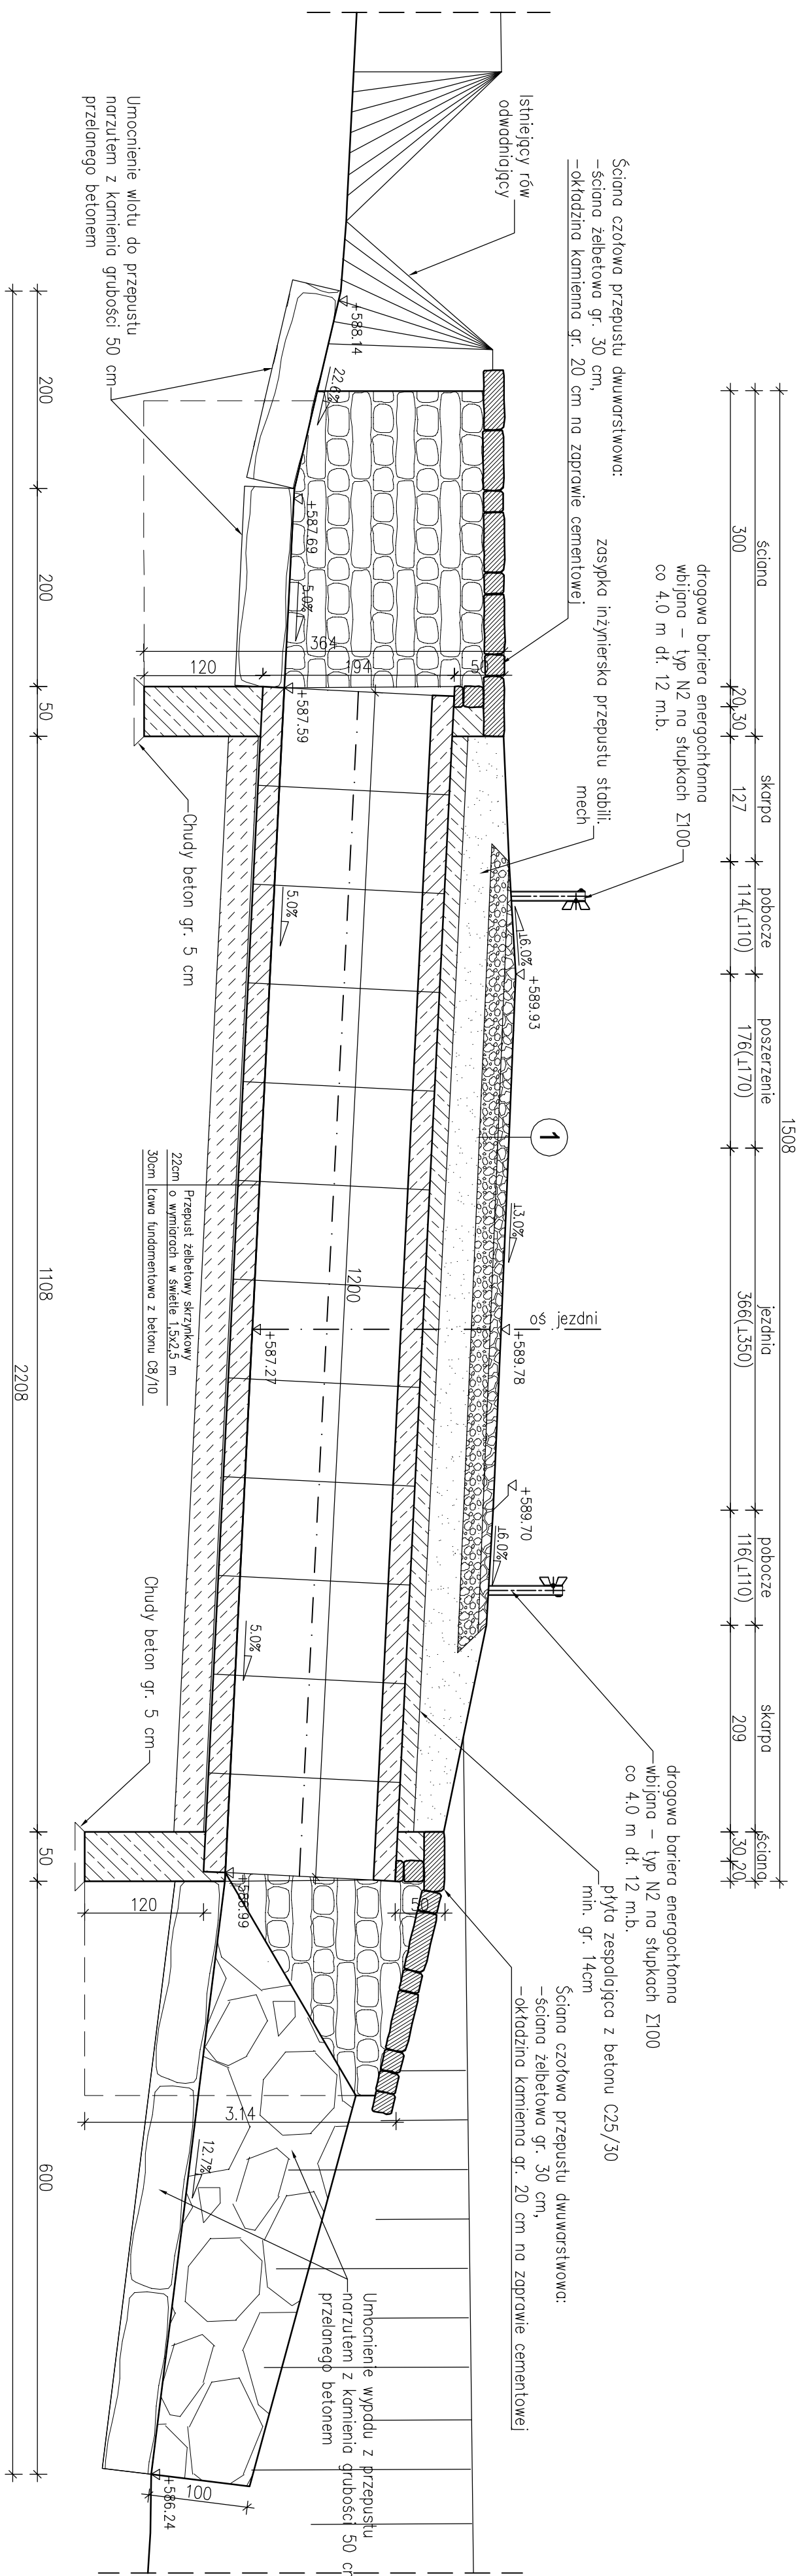 1508
ściana
skarpa
pobocze
poszerzenie
jezdnia
pobocze
skarpa
ściana
300
20
30
127
114(⊥110)
176(⊥170)
366(⊥350)
116(⊥110)
209
30
20
drogowa bariera energochłonna
wbijana – typ N2 na słupkach Σ100
co 4.0 m dł. 12 m.b.
drogowa bariera energochłonna
wbijana – typ N2 na słupkach Σ100
co 4.0 m dł. 12 m.b.
Ściana czołowa przepustu dwuwarstwowa:
-ściana żelbetowa gr. 30 cm,
-okładzina kamienna gr. 20 cm na zaprawie cementowej
zasypka inżynierska przepustu stabili.
mech
płyta zespalająca z betonu C25/30
min. gr. 14cm
Ściana czołowa przepustu dwuwarstwowa:
-ściana żelbetowa gr. 30 cm,
-okładzina kamienna gr. 20 cm na zaprawie cementowej
Istniejący rów
odwadniający
oś jezdni
1
⊥6.0%
+589.93
⊥3.0%
+589.78
+589.70
⊥6.0%
+588.14
22.6%
+587.69
5.0%
364
120
194
50
+587.59
5.0%
1200
+587.27
5.0%
+586.99
120
50
3.14
12.7%
100
+586.24
Umocnienie wlotu do przepustu
narzutem z kamienia grubości 50 cm
przelanego betonem
Chudy beton gr. 5 cm
Przepust żelbetowy skrzynkowy
22cm o wymiarach w świetle 1,5x2,5 m
30cm Ława fundamentowa z betonu C8/10
Chudy beton gr. 5 cm
Umocnienie wypadu z przepustu
narzutem z kamienia grubości 50 cm
przelanego betonem
200
200
50
1108
50
600
2208